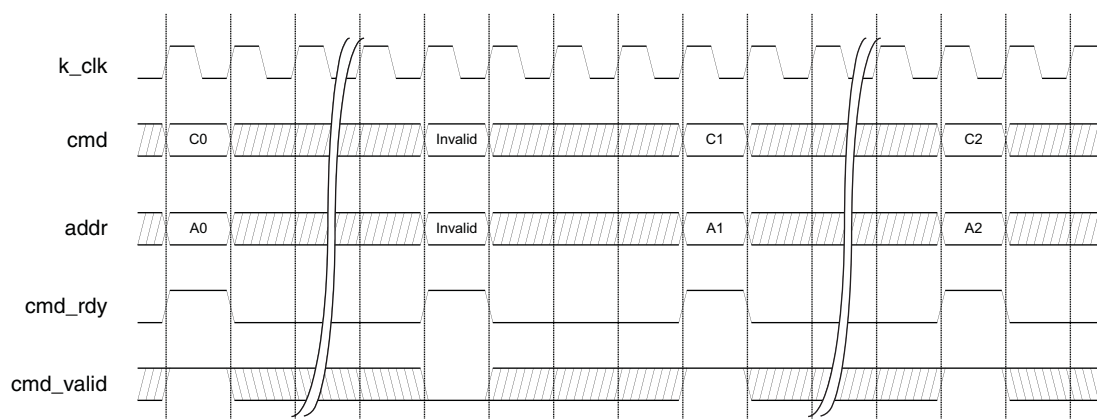 k_clk
cmd C0 Invalid C1 C2
addr A0 Invalid A1 A2
cmd_rdy
cmd_valid